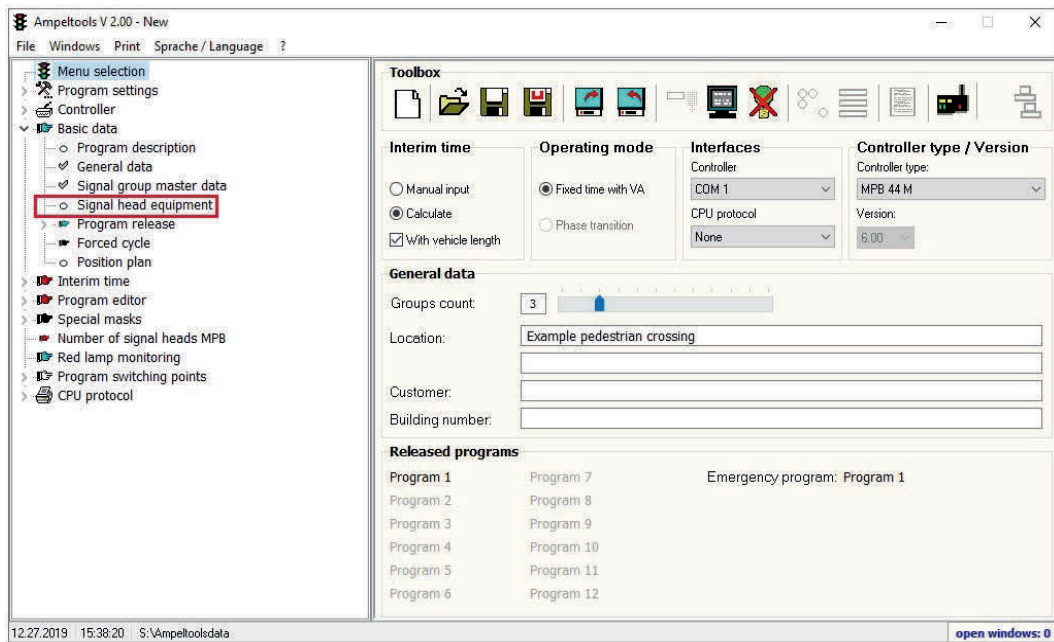 Ampeltools V 2.00 - New
File Windows Print Sprache / Language ?
Menu selection
Program settings
Controller
Basic data
Program description
General data
Signal group master data
Signal head equipment
Program release
Forced cycle
Position plan
Interim time
Program editor
Special masks
Number of signal heads MPB
Red lamp monitoring
Program switching points
CPU protocol
Toolbox
Interim time
Manual input
Calculate
With vehicle length
Operating mode
Fixed time with VA
Phase transition
Interfaces
Controller
COM 1
CPU protocol
None
Controller type / Version
Controller type:
MPB 44 M
Version:
6.00
General data
Groups count: 3
Location: Example pedestrian crossing
Customer:
Building number:
Released programs
Program 1 Program 7 Emergency program: Program 1
Program 2 Program 8
Program 3 Program 9
Program 4 Program 10
Program 5 Program 11
Program 6 Program 12
12.27.2019 15:38:20 S:\Ampeltoolsdata open windows: 0